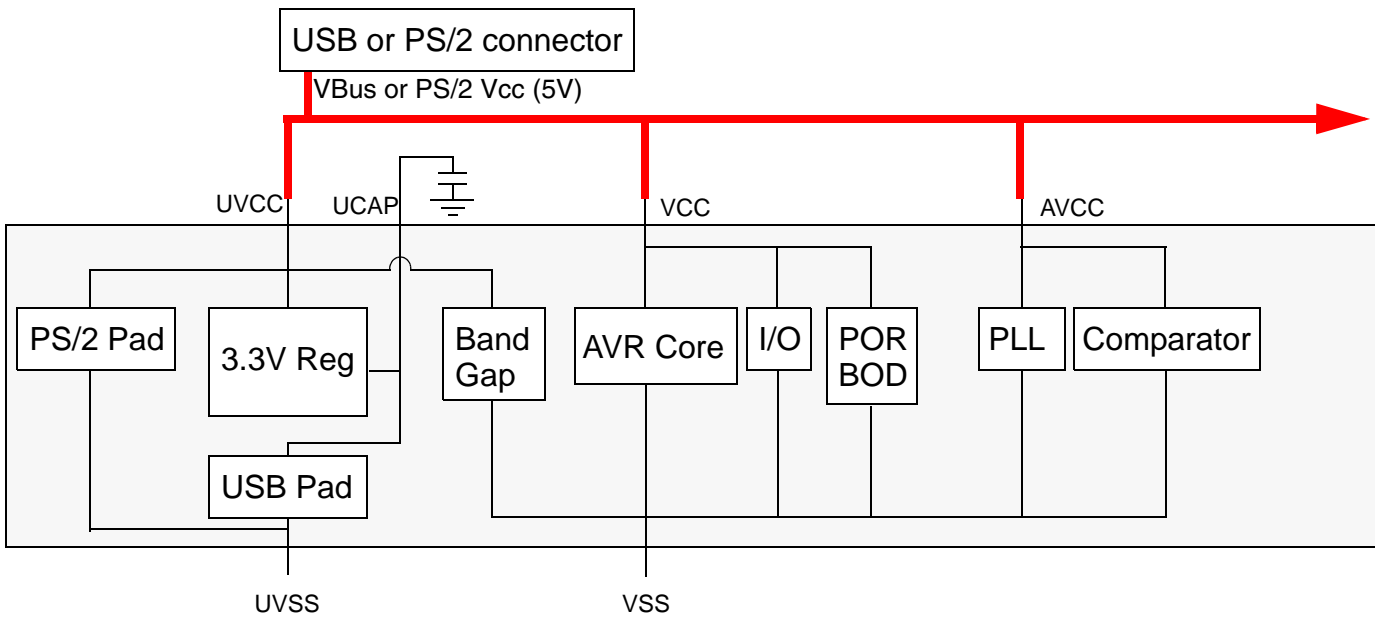 USB or PS/2 connector
VBus or PS/2 Vcc (5V)
UVCC
UCAP
VCC
AVCC
PS/2 Pad
3.3V Reg
Band
Gap
AVR Core
I/O
POR
BOD
PLL
Comparator
USB Pad
UVSS
VSS